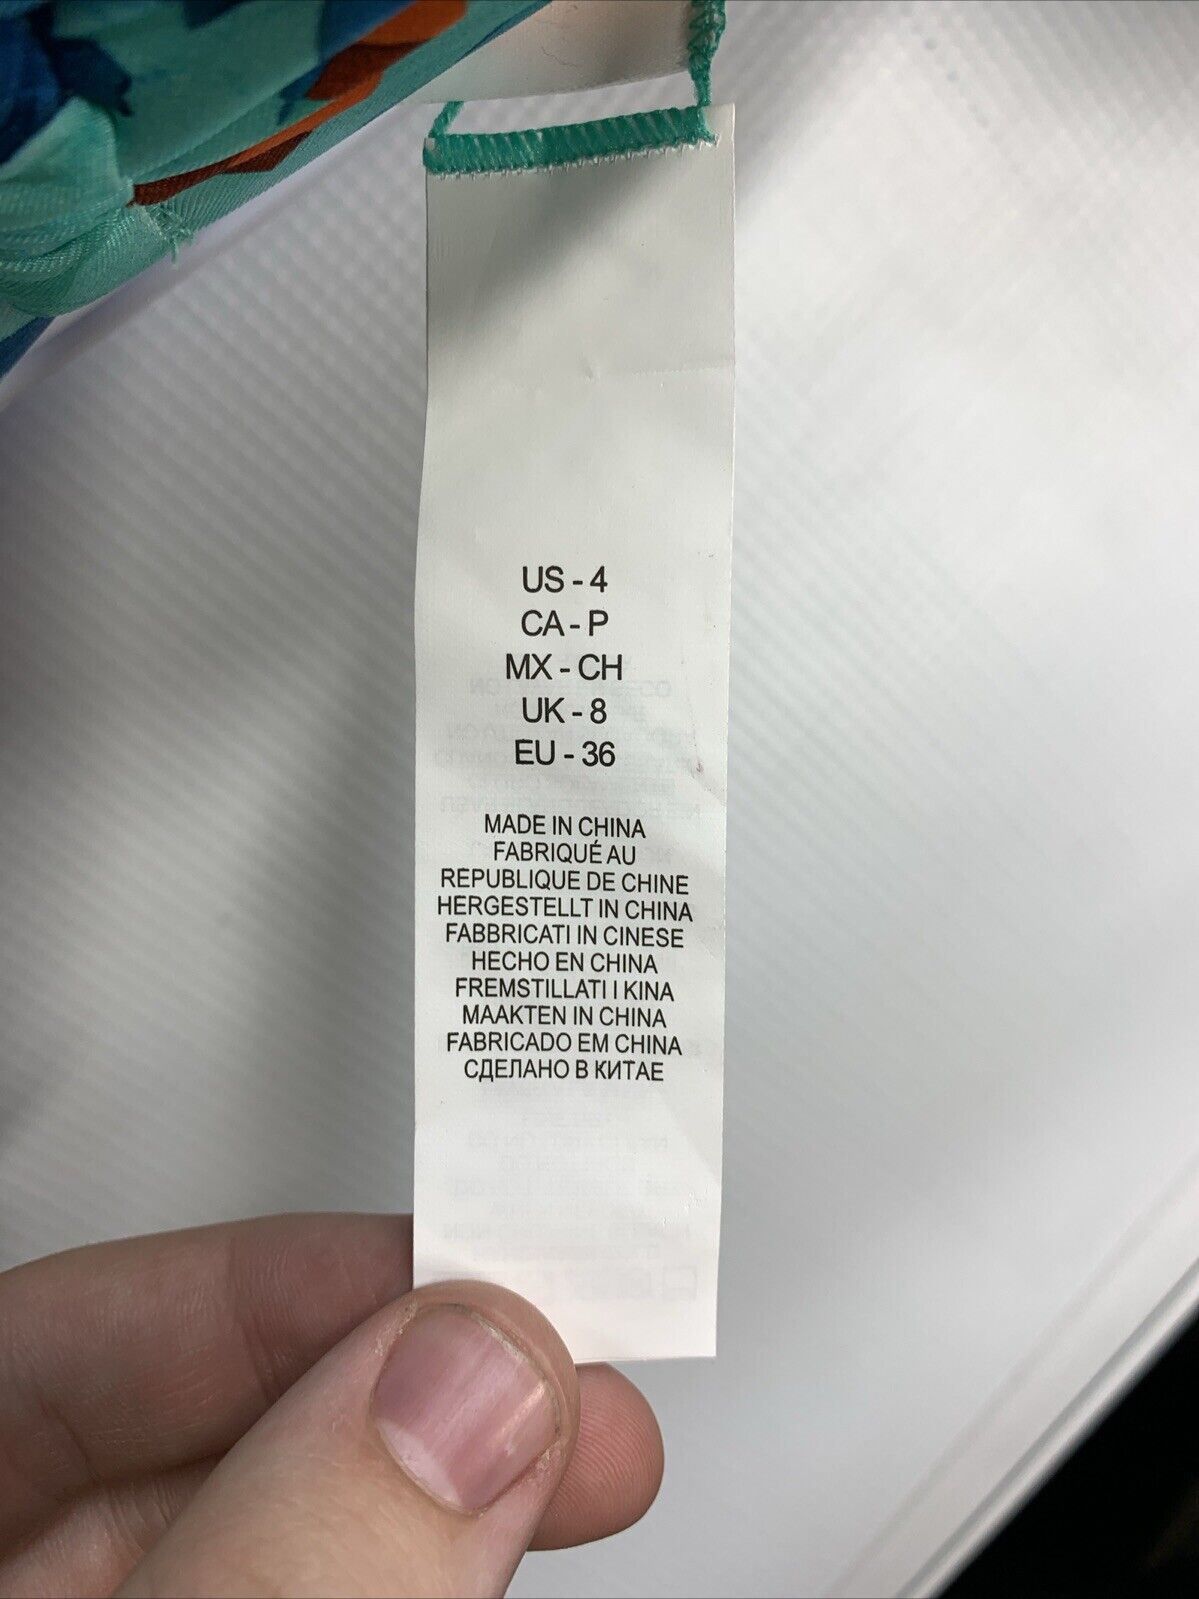 US - 4
CA - P
MX - CH
UK - 8
EU - 36
MADE IN CHINA
FABRIQUÉ AU
REPUBLIQUE DE CHINE
HERGESTELLT IN CHINA
FABBRICATI IN CINESE
HECHO EN CHINA
FREMSTILLATI I KINA
MAAKTEN IN CHINA
FABRICADO EM CHINA
СДЕЛАНО В КИТАЕ